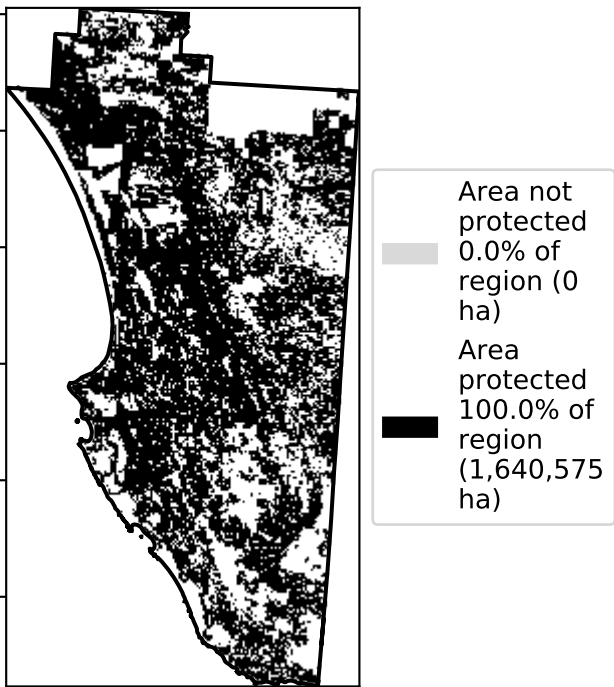 Area not
protected
0.0% of
region (0
ha)
Area
protected
100.0% of
region
(1,640,575
ha)